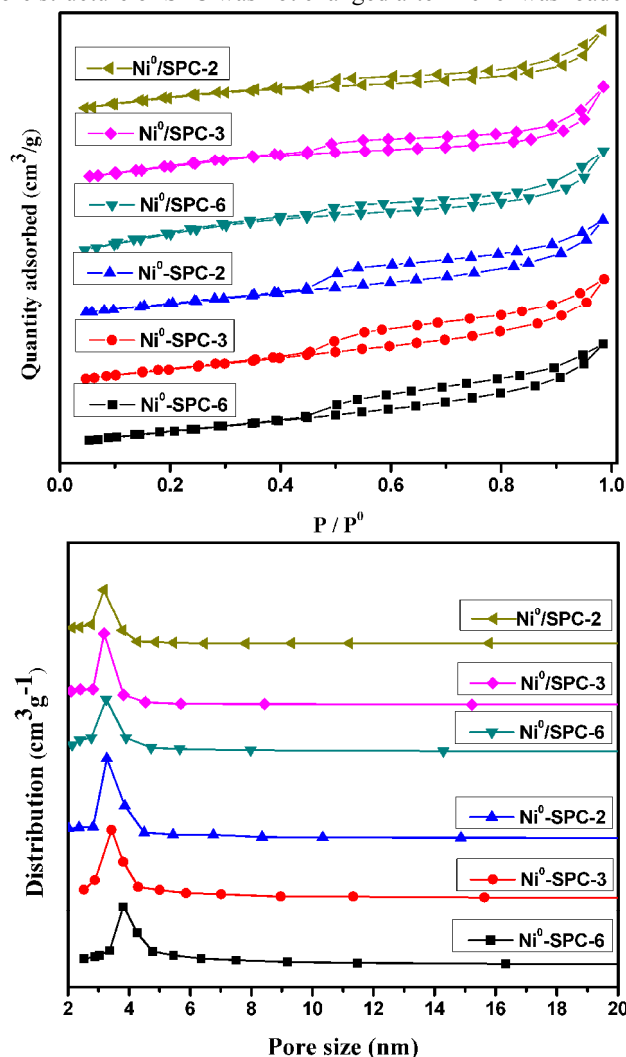 Ni⁰/SPC-2
Ni⁰/SPC-3
Ni⁰/SPC-6
Ni⁰-SPC-2
Ni⁰-SPC-3
Ni⁰-SPC-6
Quantity adsorbed (cm³/g)
0.0 0.2 0.4 0.6 0.8 1.0
P / P⁰
Ni⁰/SPC-2
Ni⁰/SPC-3
Ni⁰/SPC-6
Ni⁰-SPC-2
Ni⁰-SPC-3
Ni⁰-SPC-6
Distribution (cm³g⁻¹)
2 4 6 8 10 12 14 16 18 20
Pore size (nm)